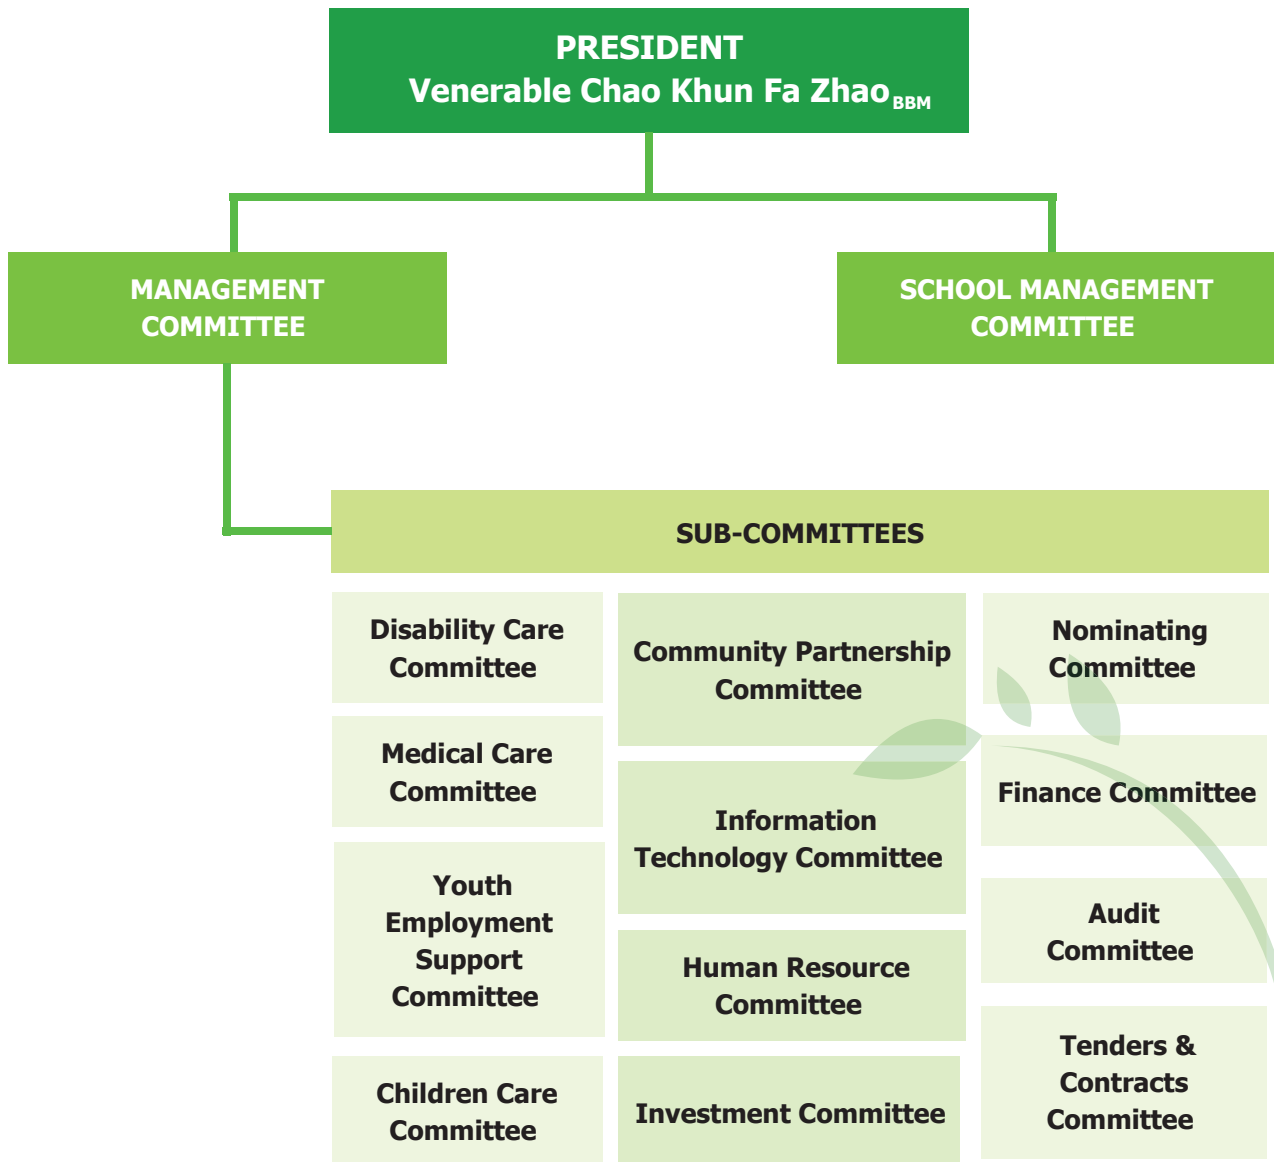 PRESIDENT
Venerable Chao Khun Fa Zhao BBM
MANAGEMENT
COMMITTEE
SCHOOL MANAGEMENT
COMMITTEE
SUB-COMMITTEES
Disability Care
Committee
Medical Care
Committee
Youth
Employment
Support
Committee
Children Care
Committee
Community Partnership
Committee
Information
Technology Committee
Human Resource
Committee
Investment Committee
Nominating
Committee
Finance Committee
Audit
Committee
Tenders &
Contracts
Committee